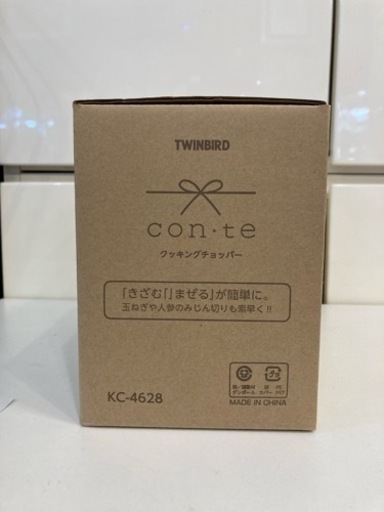 TWINBIRD
con・te
クッキングチョッパー
「きざむ」「まぜる」が簡単に。
玉ねぎや人参のみじん切りも素早く!!
KC-4628
MADE IN CHINA